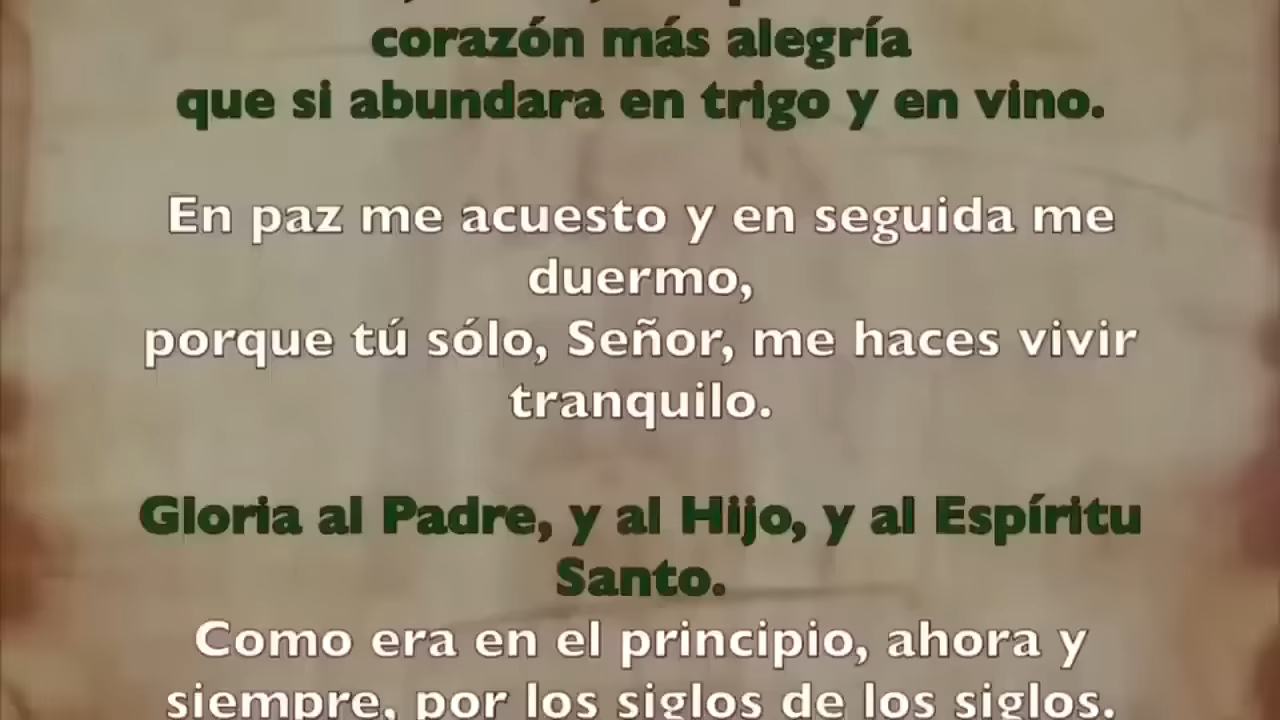 corazón más alegría
que si abundara en trigo y en vino.
En paz me acuesto y en seguida me
duermo,
porque tú sólo, Señor, me haces vivir
tranquilo.
Gloria al Padre, y al Hijo, y al Espíritu
Santo.
Como era en el principio, ahora y
siempre, por los siglos de los siglos.